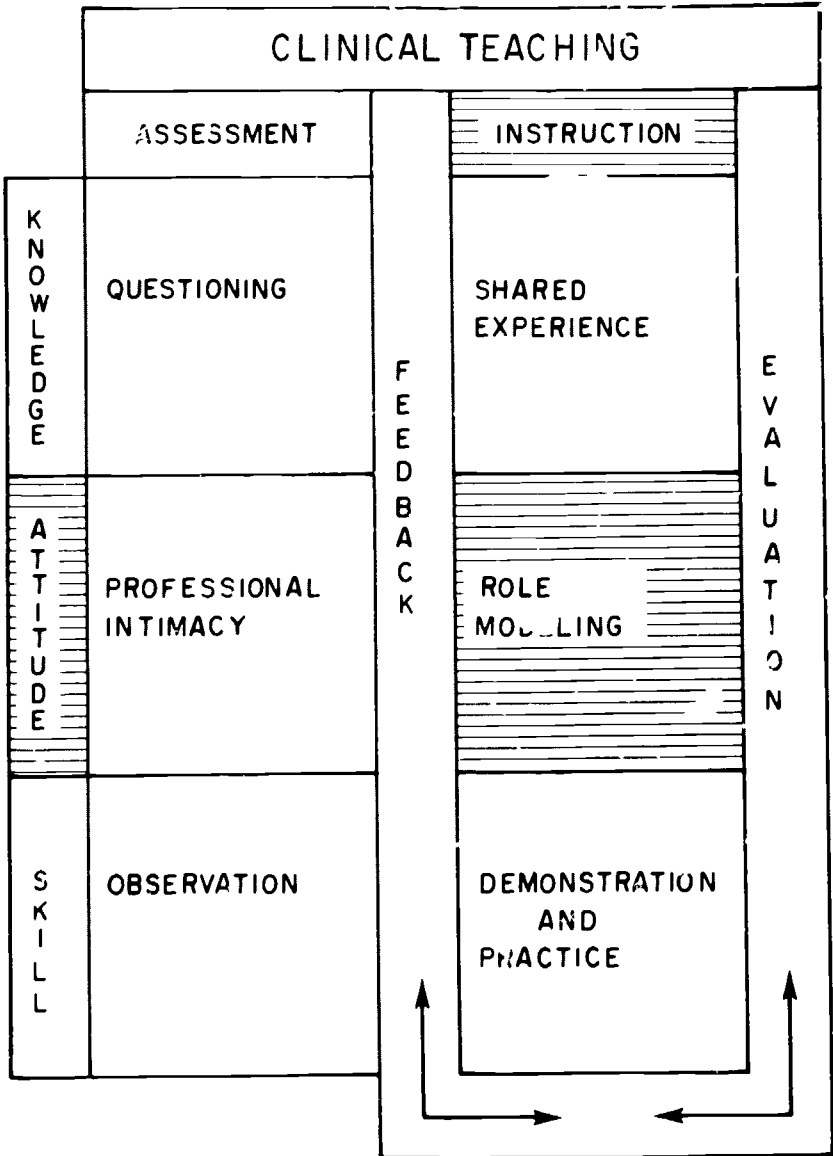 CLINICAL TEACHING
ASSESSMENT
INSTRUCTION
KNOWLEDGE
QUESTIONING
SHARED
EXPERIENCE
FEEDBACK
EVALUATION
ATTITUDE
PROFESSIONAL
INTIMACY
ROLE
MODELING
SKILL
OBSERVATION
DEMONSTRATION
AND
PRACTICE